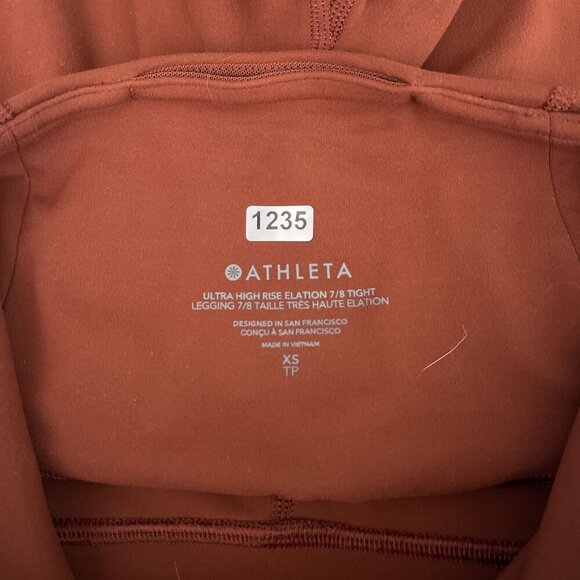 1235
ATHLETA
ULTRA HIGH RISE ELATION 7/8 TIGHT
LEGGING 7/8 TAILLE TRÈS HAUTE ELATION
DESIGNED IN SAN FRANCISCO
CONÇU À SAN FRANCISCO
MADE IN VIETNAM
XS
TP